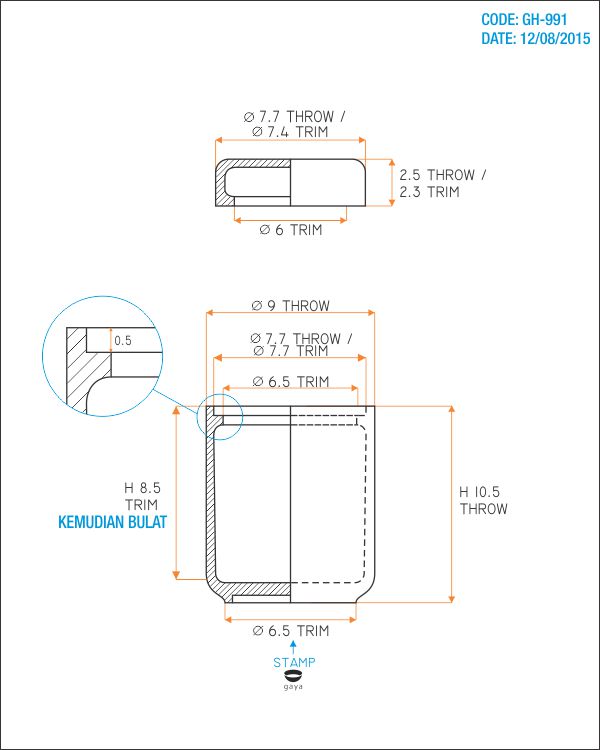 CODE: GH-991
DATE: 12/08/2015
Ø 7.7 THROW /
Ø 7.4 TRIM
2.5 THROW /
2.3 TRIM
Ø 6 TRIM
Ø 9 THROW
Ø 7.7 THROW /
Ø 7.7 TRIM
0.5
Ø 6.5 TRIM
H 8.5
TRIM
KEMUDIAN BULAT
H 10.5
THROW
Ø 6.5 TRIM
STAMP
gaya